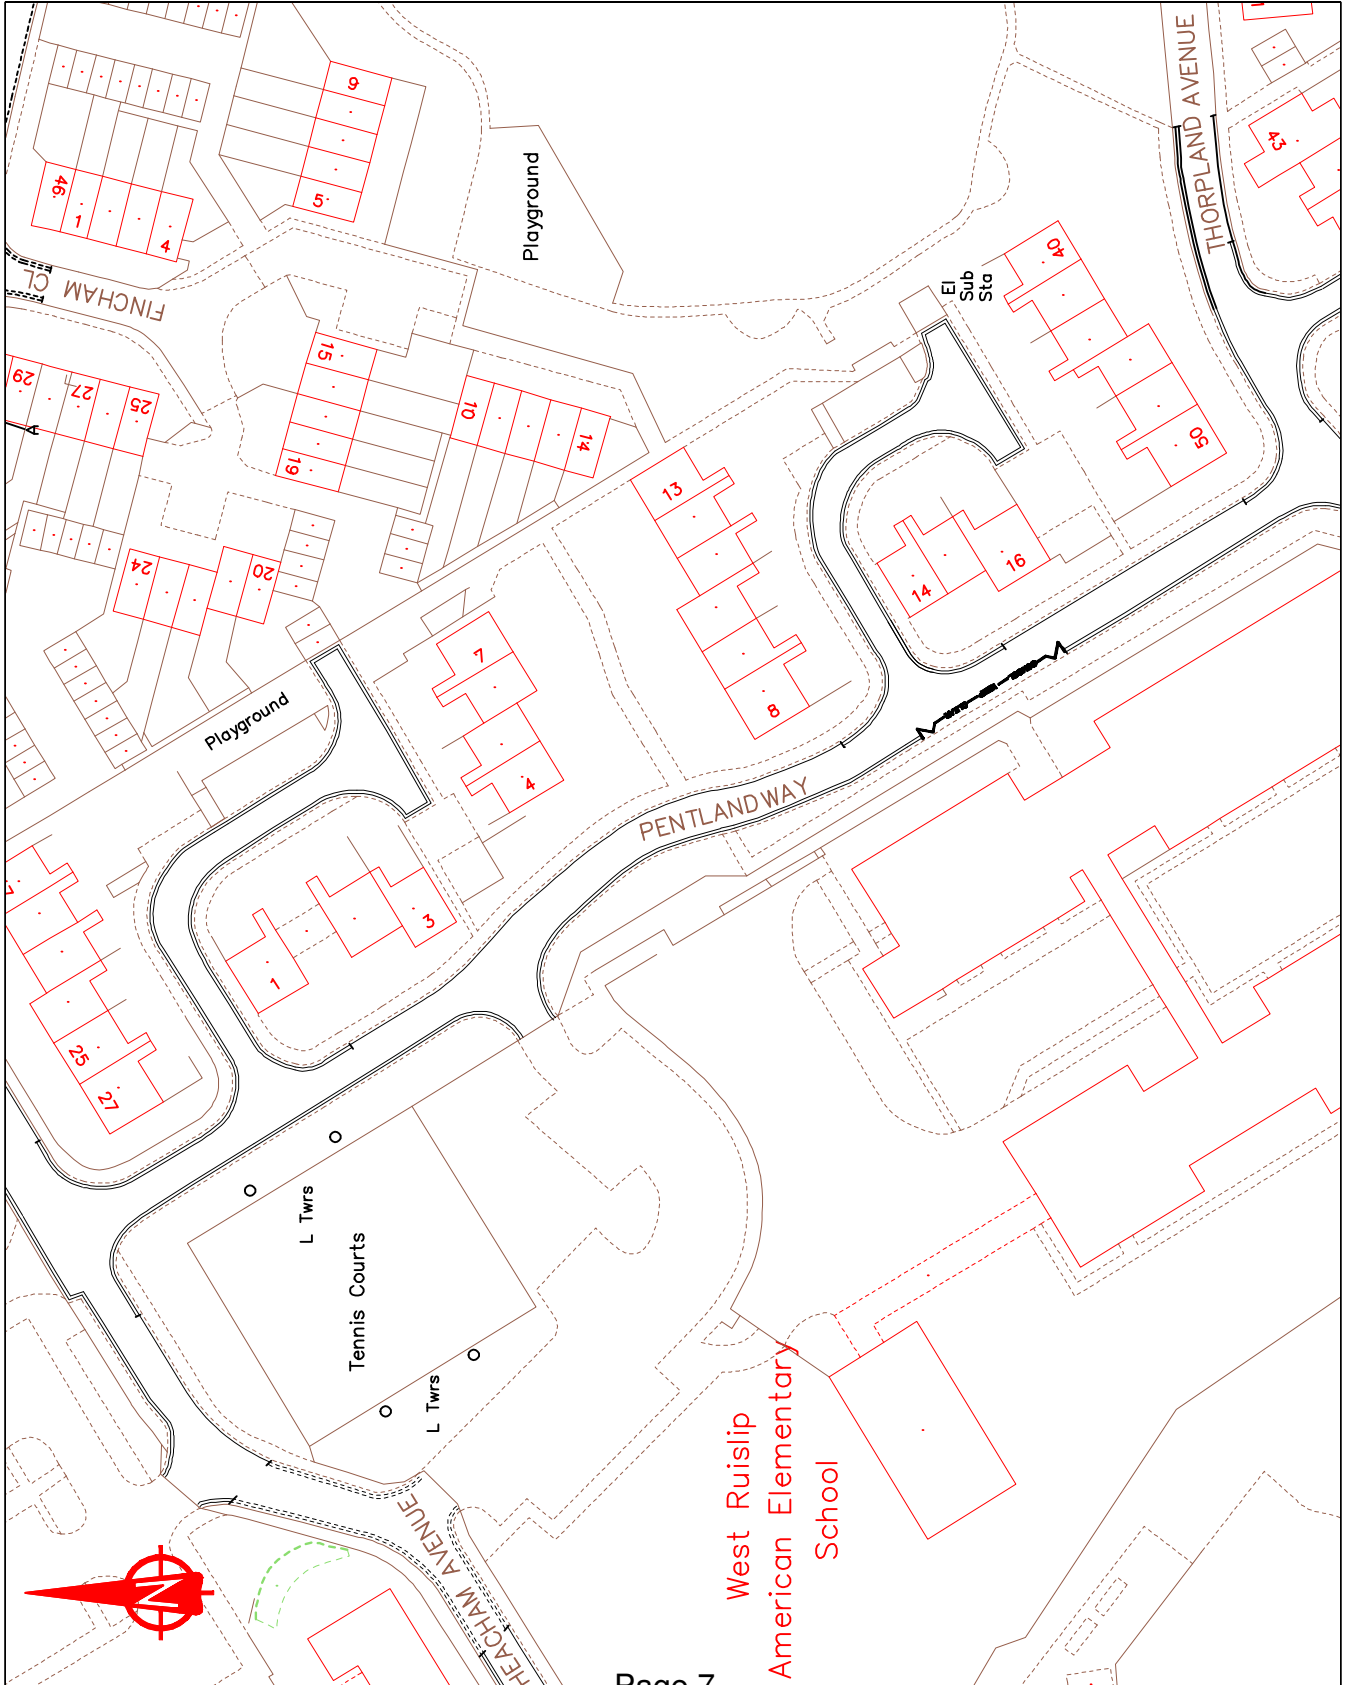 THORPLAND AVENUE
9
43
46
1
5
4
Playground
FINCHAM CL
El
Sub
Sta
40
15
29
27
25
10
14
19
50
13
24
20
14
16
7
8
4
Playground
PENTLAND WAY
3
1
25
27
L Twrs
Tennis Courts
L Twrs
West Ruislip
American Elementary
School
HEACHAM AVENUE
N
Page 7